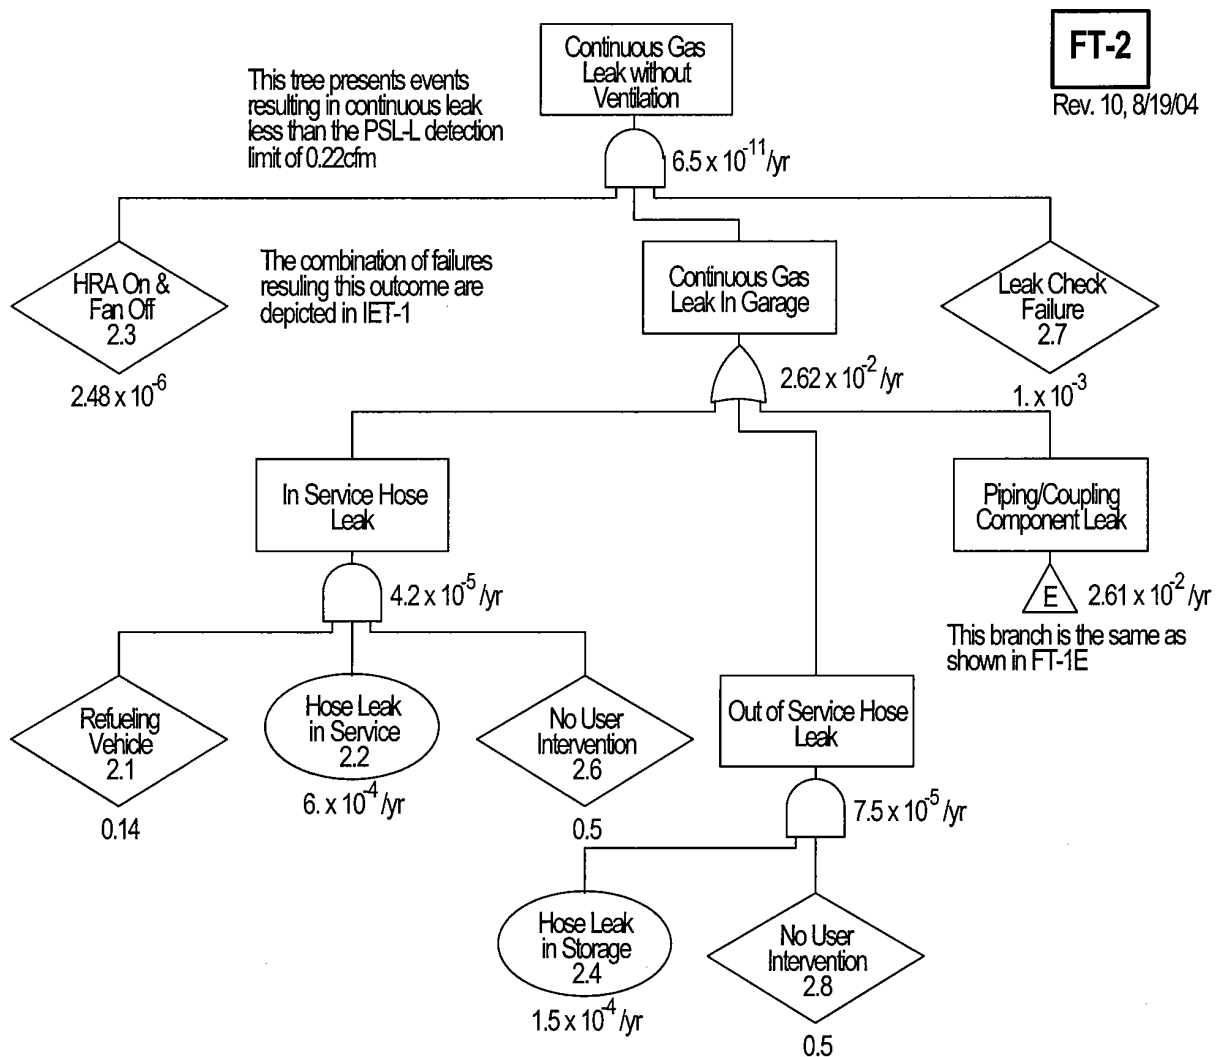 Continuous Gas
Leak without
Ventilation
FT-2
Rev. 10, 8/19/04
This tree presents events
resulting in continuous leak
less than the PSL-L detection
limit of 0.22cfm
6.5 x 10^-11/yr
HRA On &
Fan Off
2.3
2.48 x 10^-6
The combination of failures
resuling this outcome are
depicted in IET-1
Continuous Gas
Leak In Garage
2.62 x 10^-2/yr
Leak Check
Failure
2.7
1. x 10^-3
In Service Hose
Leak
4.2 x 10^-5/yr
Piping/Coupling
Component Leak
E
2.61 x 10^-2/yr
This branch is the same as
shown in FT-1E
Refueling
Vehicle
2.1
0.14
Hose Leak
in Service
2.2
6. x 10^-4/yr
No User
Intervention
2.6
0.5
Out of Service Hose
Leak
7.5 x 10^-5/yr
Hose Leak
in Storage
2.4
1.5 x 10^-4/yr
No User
Intervention
2.8
0.5